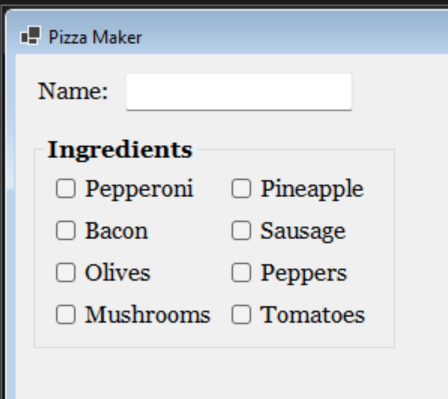 Pizza Maker
Name:
Ingredients
Pepperoni Pineapple
Bacon Sausage
Olives Peppers
Mushrooms Tomatoes